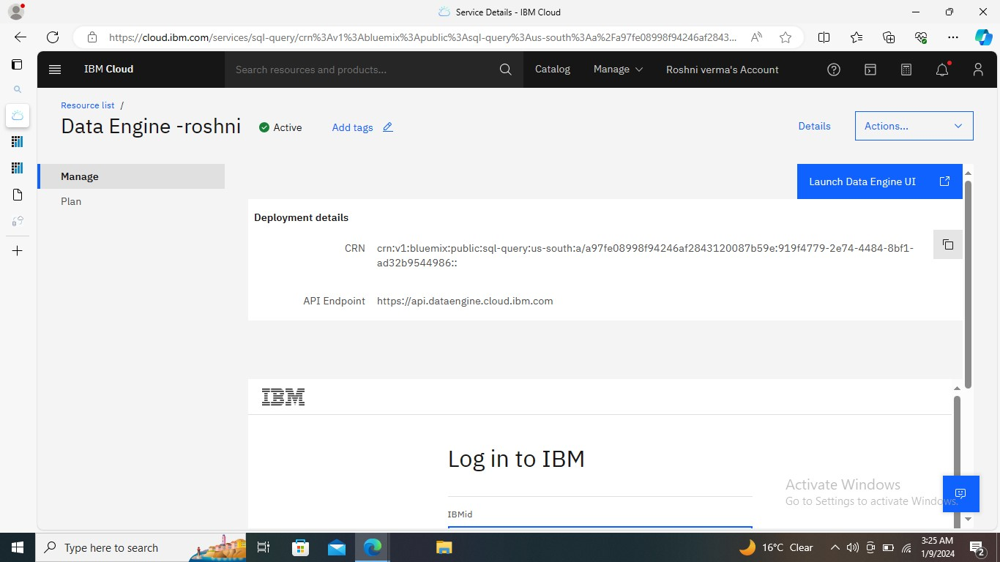 Service Details - IBM Cloud
https://cloud.ibm.com/services/sql-query/crn%3Av1%3Abluemix%3Apublic%3Asql-query%3Aus-south%3Aa%2Fa97fe08998f94246af2843...
IBM Cloud
Search resources and products...
Catalog
Manage
Roshni verma's Account
Resource list /
Data Engine -roshni
Active
Add tags
Details
Actions...
Manage
Plan
Launch Data Engine UI
Deployment details
CRN crn:v1:bluemix:public:sql-query:us-south:a/a97fe08998f94246af2843120087b59e:919f4779-2e74-4484-8bf1-
ad32b9544986::
API Endpoint https://api.dataengine.cloud.ibm.com
IBM
Log in to IBM
IBMid
Activate Windows
Go to Settings to activate Windows.
Type here to search
16°C Clear
3:25 AM
1/9/2024
2